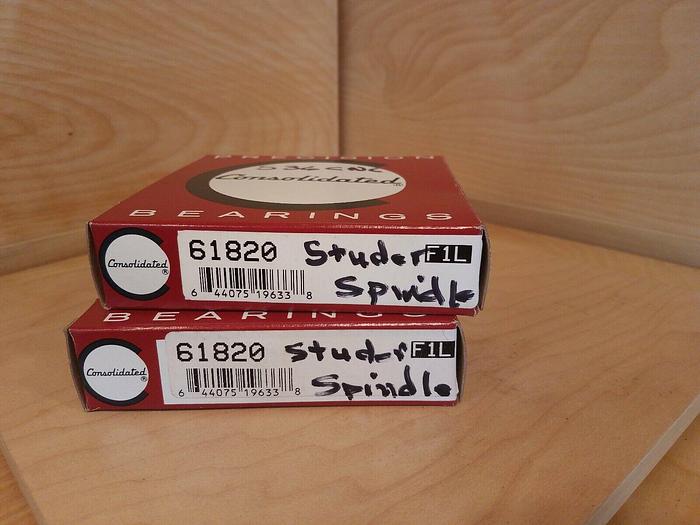 PRECISION
Consolidated®
BEARINGS
Consolidated®
61820 Studer F1L
Spindle
6 44075 19633 8
BEARINGS
Consolidated®
61820 Studer F1L
Spindle
6 44075 19633 8